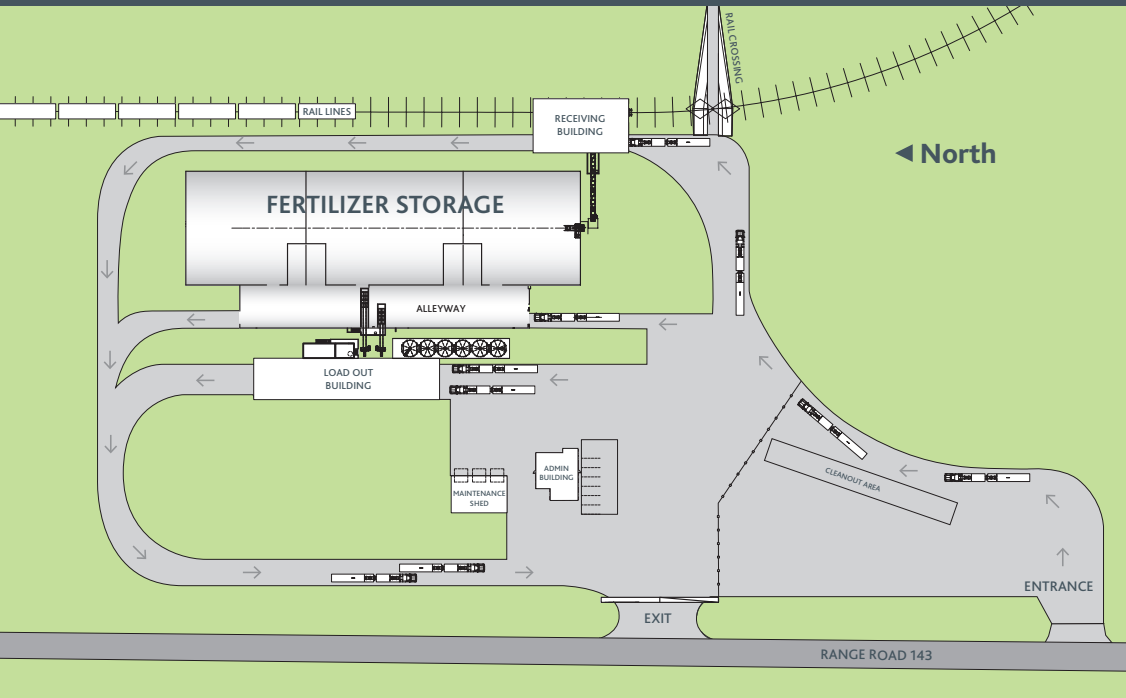 RAIL CROSSING
RAIL LINES
RECEIVING
BUILDING
North
FERTILIZER STORAGE
ALLEYWAY
LOAD OUT
BUILDING
ADMIN
BUILDING
CLEANOUT AREA
MAINTENANCE
SHED
ENTRANCE
EXIT
RANGE ROAD 143